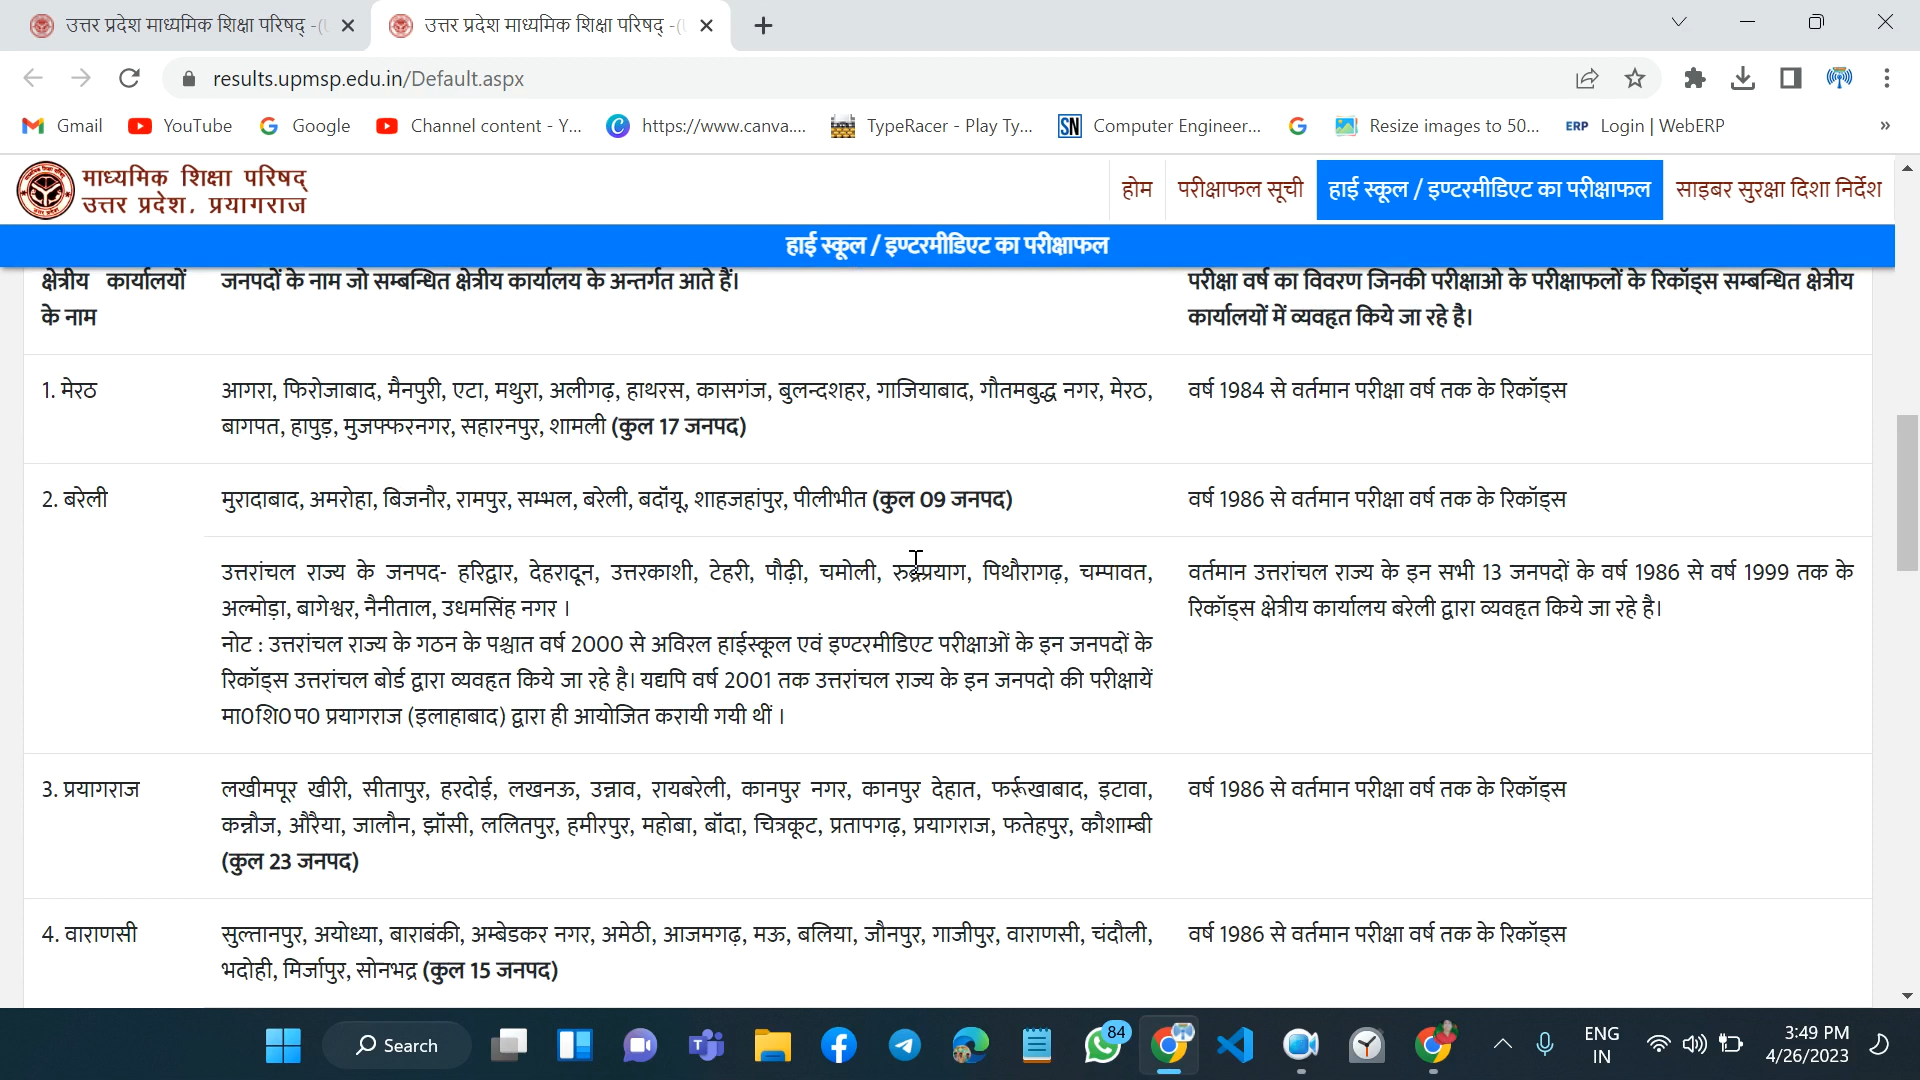 उत्तर प्रदेश माध्यमिक शिक्षा परिषद् -(
उत्तर प्रदेश माध्यमिक शिक्षा परिषद् -(
results.upmsp.edu.in/Default.aspx
Gmail
YouTube
Google
Channel content - Y...
https://www.canva....
TypeRacer - Play Ty...
SN Computer Engineer...
Resize images to 50...
ERP Login | WebERP
»
माध्यमिक शिक्षा परिषद्
उत्तर प्रदेश, प्रयागराज
होम
परीक्षाफल सूची
हाई स्कूल / इण्टरमीडिएट का परीक्षाफल
साइबर सुरक्षा दिशा निर्देश
हाई स्कूल / इण्टरमीडिएट का परीक्षाफल
क्षेत्रीय कार्यालयों
के नाम
जनपदों के नाम जो सम्बन्धित क्षेत्रीय कार्यालय के अन्तर्गत आते हैं।
परीक्षा वर्ष का विवरण जिनकी परीक्षाओ के परीक्षाफलों के रिकॉड्स सम्बन्धित क्षेत्रीय
कार्यालयों में व्यवहृत किये जा रहे है।
1. मेरठ
आगरा, फिरोजाबाद, मैनपुरी, एटा, मथुरा, अलीगढ़, हाथरस, कासगंज, बुलन्दशहर, गाजियाबाद, गौतमबुद्ध नगर, मेरठ,
बागपत, हापुड़, मुजफ्फरनगर, सहारनपुर, शामली (कुल 17 जनपद)
वर्ष 1984 से वर्तमान परीक्षा वर्ष तक के रिकॉड्स
2. बरेली
मुरादाबाद, अमरोहा, बिजनौर, रामपुर, सम्भल, बरेली, बदॉयू, शाहजहांपुर, पीलीभीत (कुल 09 जनपद)
वर्ष 1986 से वर्तमान परीक्षा वर्ष तक के रिकॉड्स
उत्तरांचल राज्य के जनपद- हरिद्वार, देहरादून, उत्तरकाशी, टेहरी, पौढ़ी, चमोली, रुद्रप्रयाग, पिथौरागढ़, चम्पावत,
अल्मोड़ा, बागेश्वर, नैनीताल, उधमसिंह नगर ।
नोट : उत्तरांचल राज्य के गठन के पश्चात वर्ष 2000 से अविरल हाईस्कूल एवं इण्टरमीडिएट परीक्षाओं के इन जनपदों के
रिकॉड्स उत्तरांचल बोर्ड द्वारा व्यवहृत किये जा रहे है। यद्यपि वर्ष 2001 तक उत्तरांचल राज्य के इन जनपदो की परीक्षायें
मा0शि0प0 प्रयागराज (इलाहाबाद) द्वारा ही आयोजित करायी गयी थीं ।
वर्तमान उत्तरांचल राज्य के इन सभी 13 जनपदों के वर्ष 1986 से वर्ष 1999 तक के
रिकॉड्स क्षेत्रीय कार्यालय बरेली द्वारा व्यवहृत किये जा रहे है।
3. प्रयागराज
लखीमपूर खीरी, सीतापुर, हरदोई, लखनऊ, उन्नाव, रायबरेली, कानपुर नगर, कानपुर देहात, फर्रूखाबाद, इटावा,
कन्नौज, औरैया, जालौन, झॉसी, ललितपुर, हमीरपुर, महोबा, बॉदा, चित्रकूट, प्रतापगढ़, प्रयागराज, फतेहपुर, कौशाम्बी
(कुल 23 जनपद)
वर्ष 1986 से वर्तमान परीक्षा वर्ष तक के रिकॉड्स
4. वाराणसी
सुल्तानपुर, अयोध्या, बाराबंकी, अम्बेडकर नगर, अमेठी, आजमगढ़, मऊ, बलिया, जौनपुर, गाजीपुर, वाराणसी, चंदौली,
भदोही, मिर्जापुर, सोनभद्र (कुल 15 जनपद)
वर्ष 1986 से वर्तमान परीक्षा वर्ष तक के रिकॉड्स
Search
84
ENG
IN
3:49 PM
4/26/2023